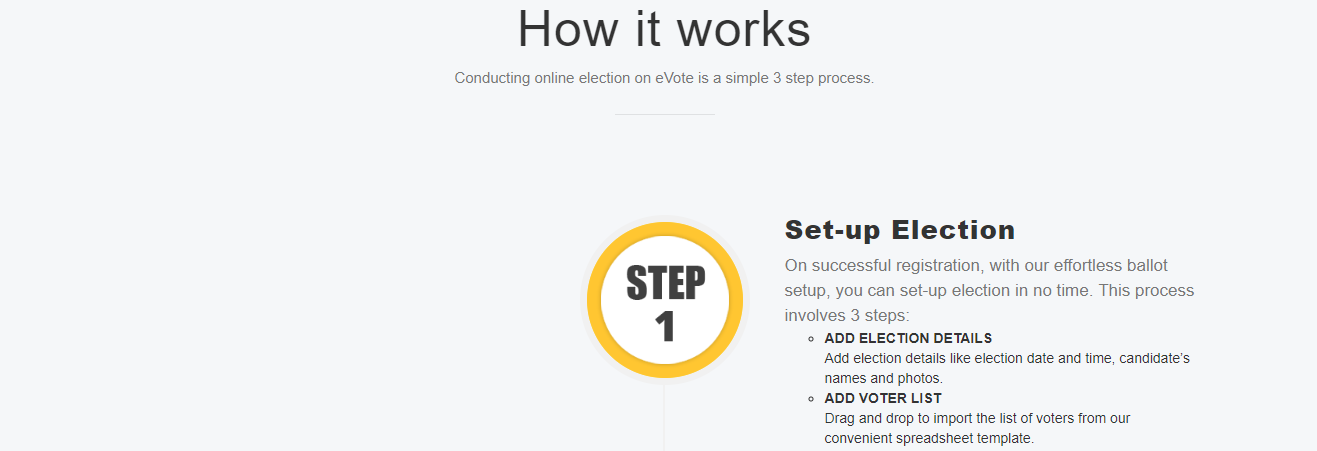 How it works
Conducting online election on eVote is a simple 3 step process.
STEP
1
Set-up Election
On successful registration, with our effortless ballot
setup, you can set-up election in no time. This process
involves 3 steps:
ADD ELECTION DETAILS
Add election details like election date and time, candidate’s
names and photos.
ADD VOTER LIST
Drag and drop to import the list of voters from our
convenient spreadsheet template.